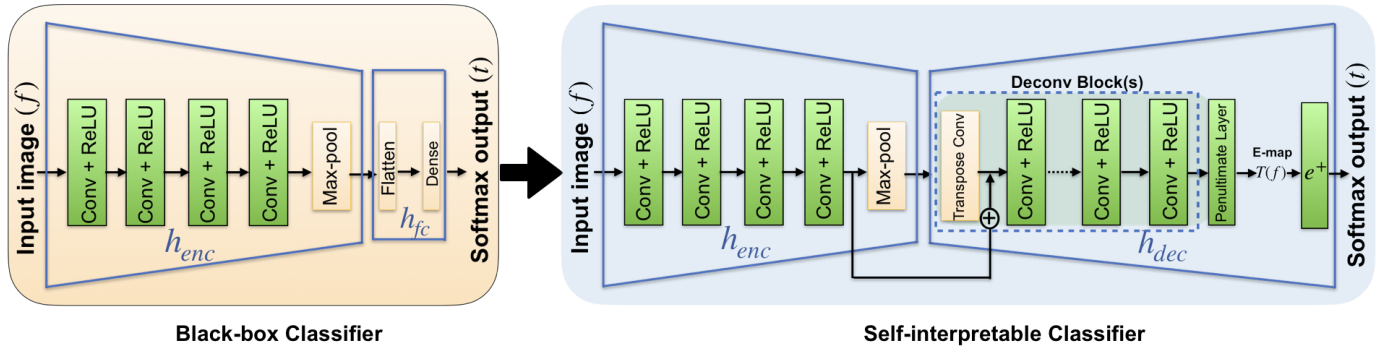 Input image (f)
Conv + ReLU
Conv + ReLU
Conv + ReLU
Conv + ReLU
Max-pool
h_enc
Flatten
Dense
h_fc
Softmax output (t)
Black-box Classifier
Input image (f)
Conv + ReLU
Conv + ReLU
Conv + ReLU
Conv + ReLU
Max-pool
h_enc
Deconv Block(s)
Transpose Conv
+
Conv + ReLU
Conv + ReLU
Conv + ReLU
h_dec
Penultimate Layer
E-map
T(f)
e⁺
Softmax output (t)
Self-interpretable Classifier